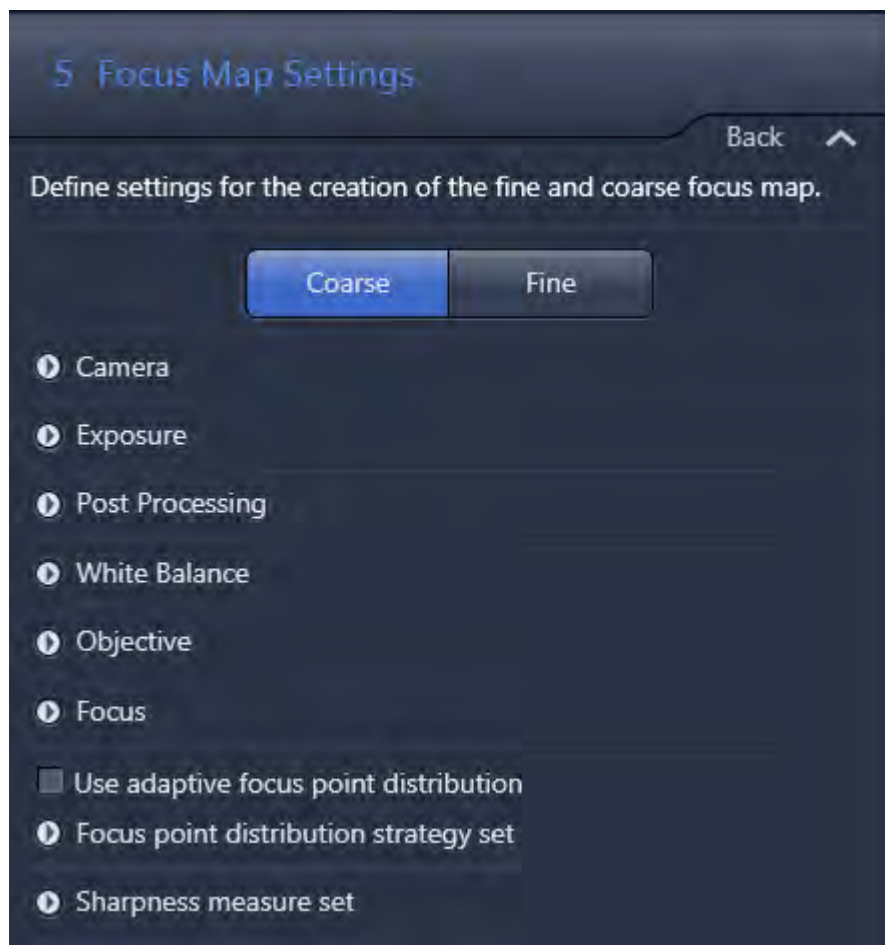 5 Focus Map Settings
Back
Define settings for the creation of the fine and coarse focus map.
Coarse Fine
Camera
Exposure
Post Processing
White Balance
Objective
Focus
Use adaptive focus point distribution
Focus point distribution strategy set
Sharpness measure set